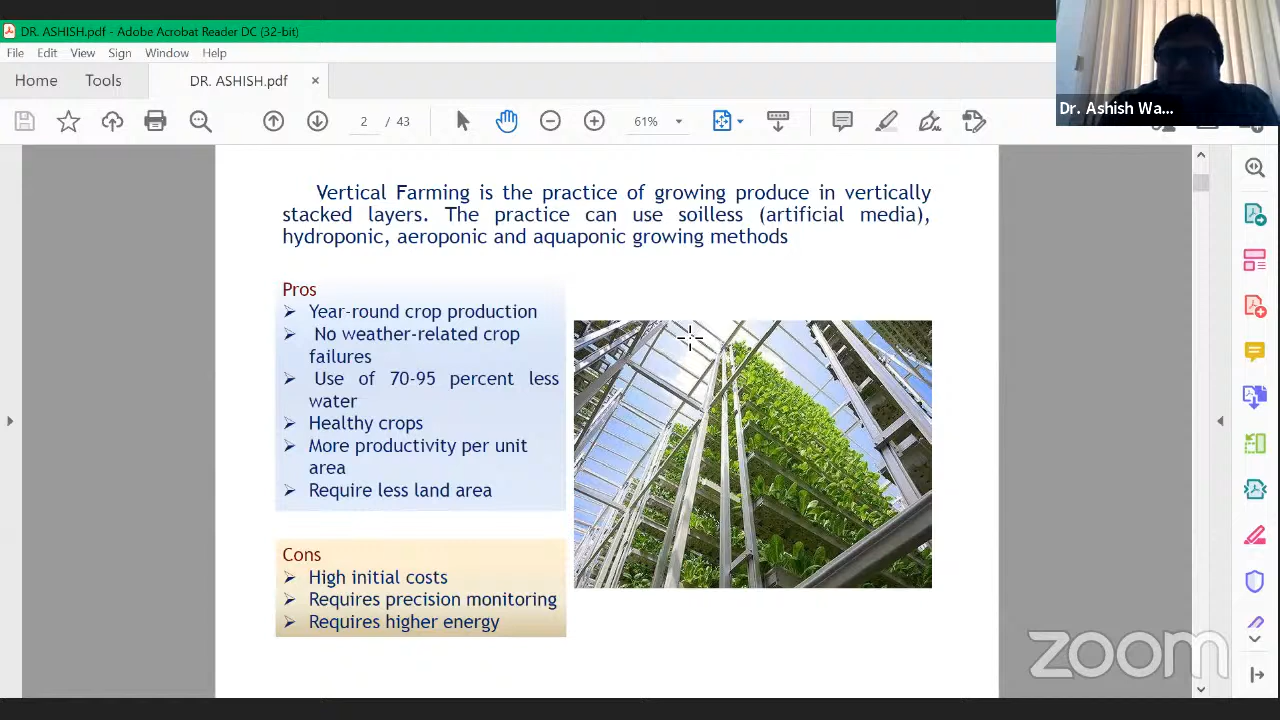 DR. ASHISH.pdf - Adobe Acrobat Reader DC (32-bit)
File Edit View Sign Window Help
Home Tools DR. ASHISH.pdf ×
2 / 43 61%
Dr. Ashish Wa...
Vertical Farming is the practice of growing produce in vertically
stacked layers. The practice can use soilless (artificial media),
hydroponic, aeroponic and aquaponic growing methods
Pros
➢ Year-round crop production
➢ No weather-related crop
failures
➢ Use of 70-95 percent less
water
➢ Healthy crops
➢ More productivity per unit
area
➢ Require less land area
Cons
➢ High initial costs
➢ Requires precision monitoring
➢ Requires higher energy
zoom